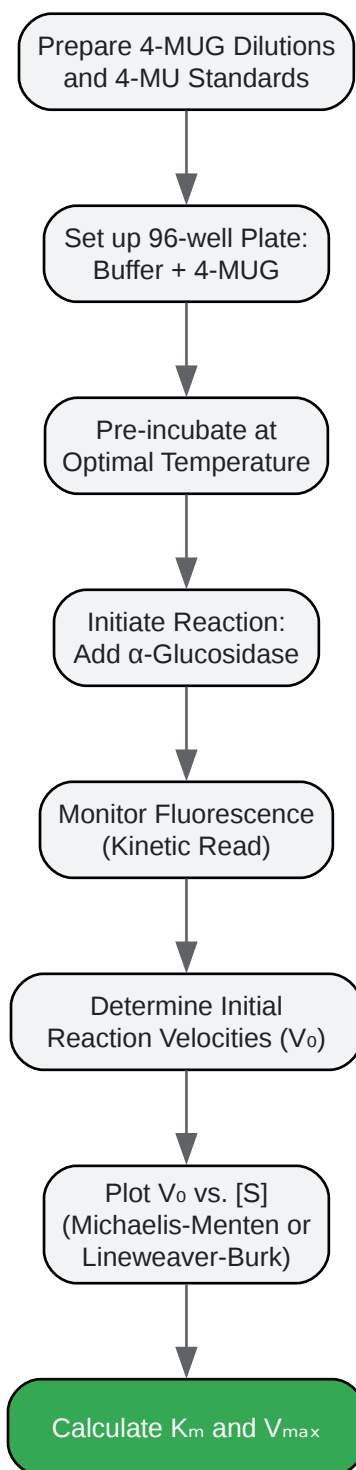 Prepare 4-MUG Dilutions
and 4-MU Standards
Set up 96-well Plate:
Buffer + 4-MUG
Pre-incubate at
Optimal Temperature
Initiate Reaction:
Add α-Glucosidase
Monitor Fluorescence
(Kinetic Read)
Determine Initial
Reaction Velocities (V₀)
Plot V₀ vs. [S]
(Michaelis-Menten or
Lineweaver-Burk)
Calculate Kₘ and Vₘₐₓ